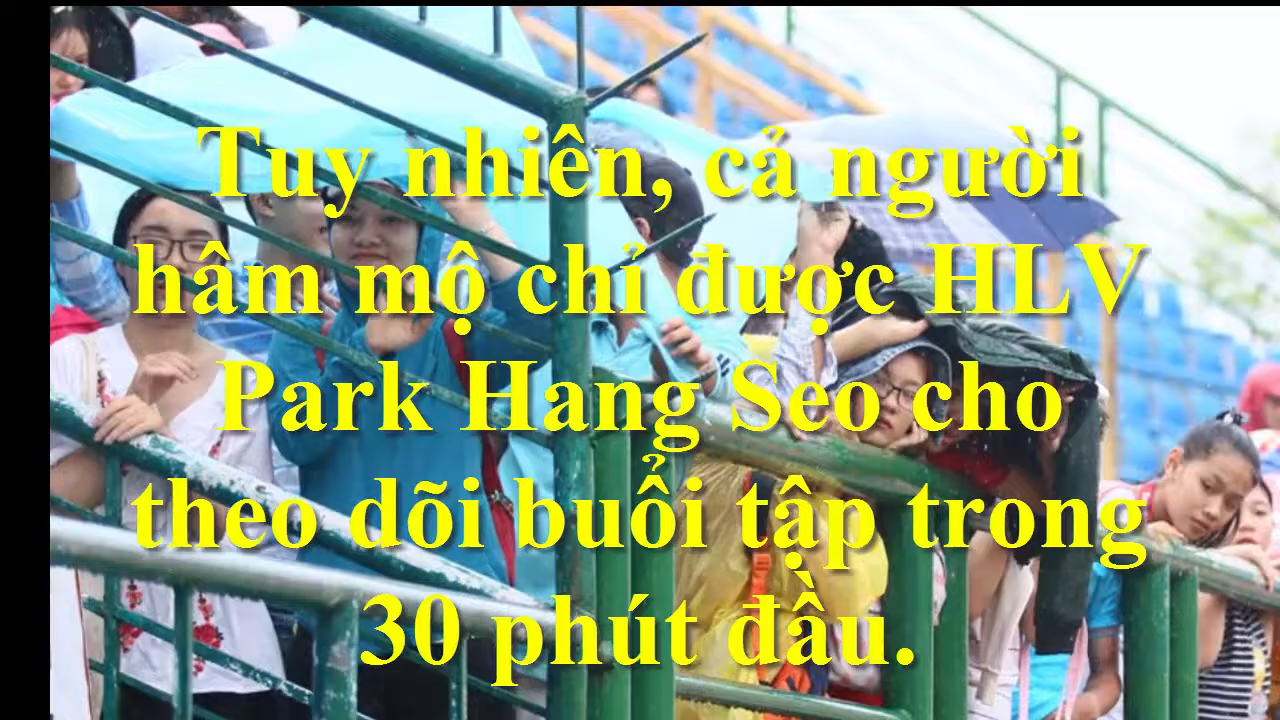 Tuy nhiên, cả người
hâm mộ chỉ được HLV
Park Hang Seo cho
theo dõi buổi tập trong
30 phút đầu.